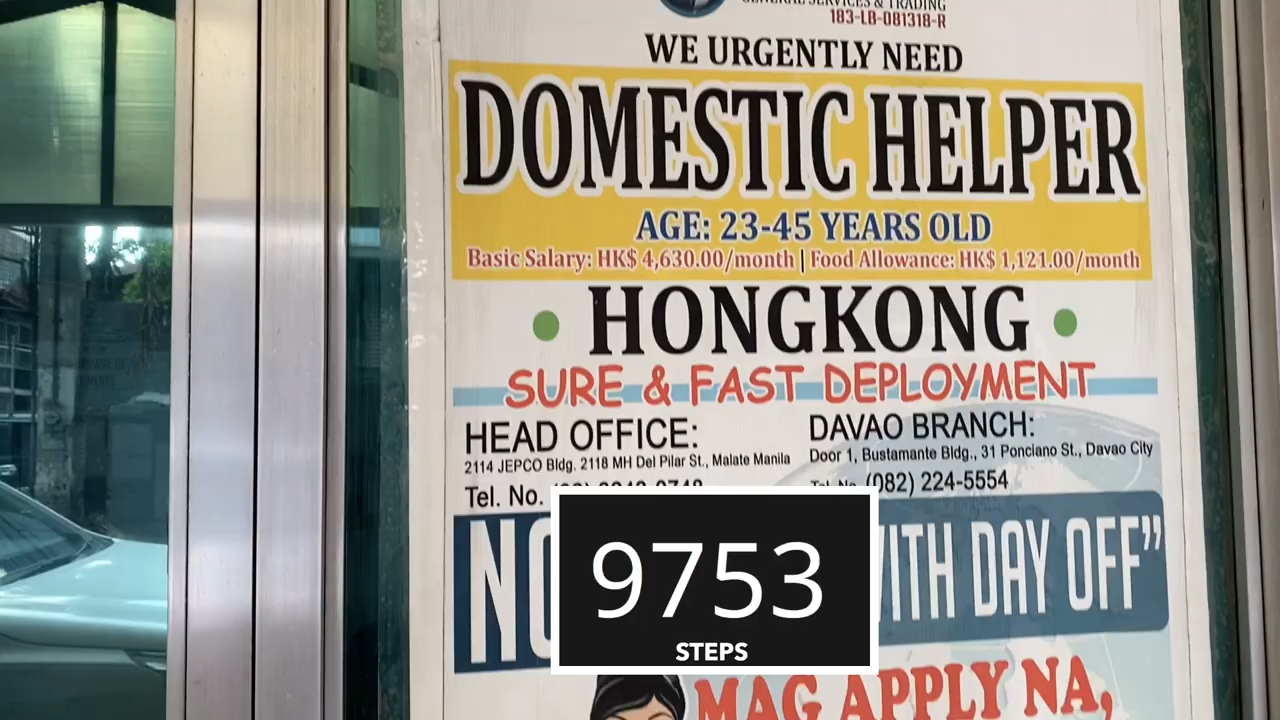 GENERAL SERVICES & TRADING
183-LB-081318-R
WE URGENTLY NEED
DOMESTIC HELPER
AGE: 23-45 YEARS OLD
Basic Salary: HK$ 4,630.00/month | Food Allowance: HK$ 1,121.00/month
• HONGKONG •
SURE & FAST DEPLOYMENT
HEAD OFFICE:
2114 JEPCO Bldg. 2118 MH Del Pilar St., Malate Manila
Tel. No.
DAVAO BRANCH:
Door 1, Bustamante Bldg., 31 Ponciano St., Davao City
Tel. No. (082) 224-5554
DAY OFF”
9753
STEPS
MAG APPLY NA,